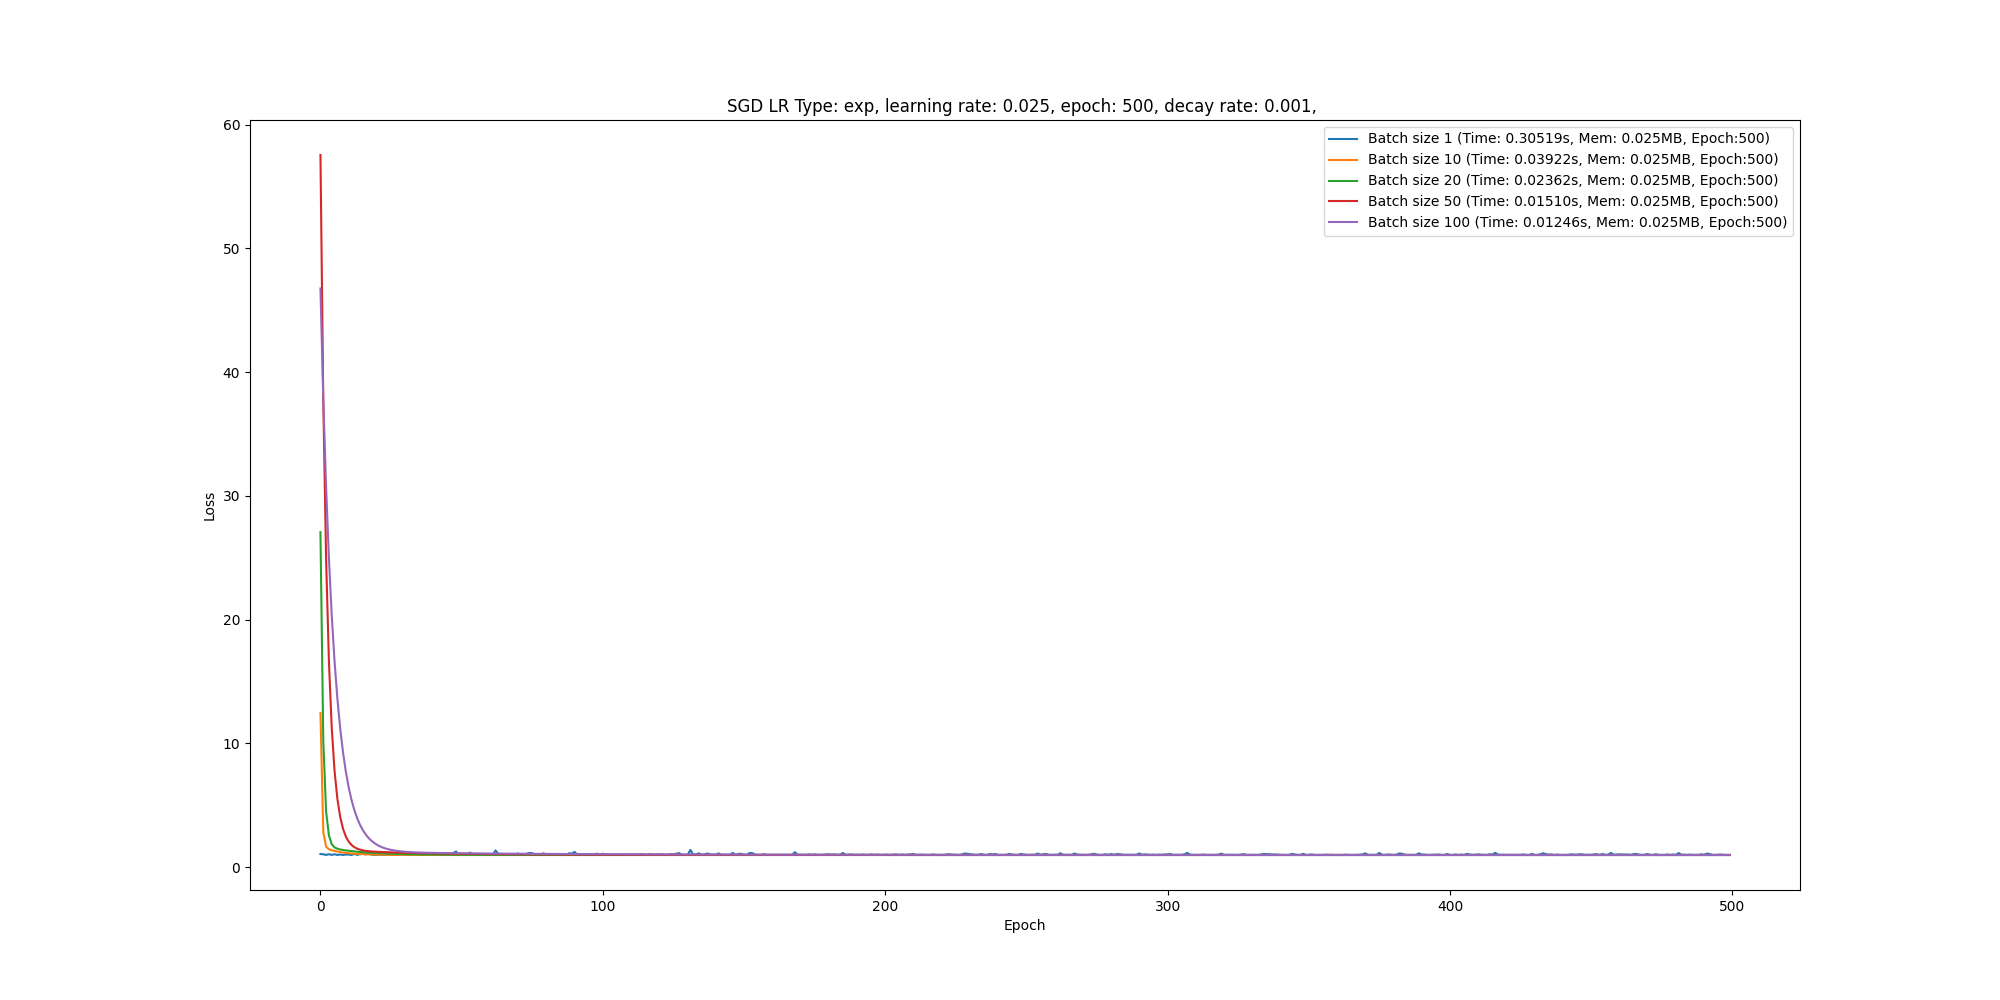 SGD LR Type: exp, learning rate: 0.025, epoch: 500, decay rate: 0.001,
Batch size 1 (Time: 0.30519s, Mem: 0.025MB, Epoch:500)
Batch size 10 (Time: 0.03922s, Mem: 0.025MB, Epoch:500)
Batch size 20 (Time: 0.02362s, Mem: 0.025MB, Epoch:500)
Batch size 50 (Time: 0.01510s, Mem: 0.025MB, Epoch:500)
Batch size 100 (Time: 0.01246s, Mem: 0.025MB, Epoch:500)
60
50
40
30
20
10
0
Loss
0 100 200 300 400 500
Epoch